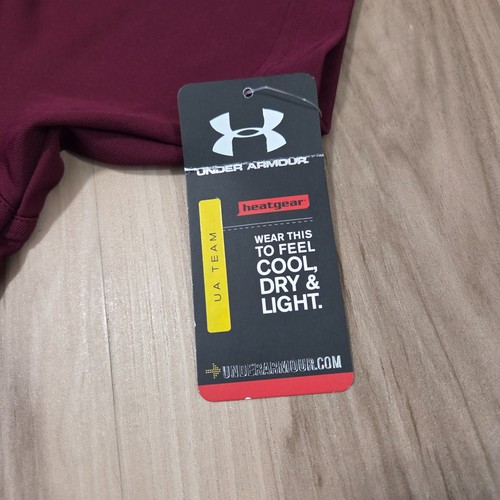 UNDER ARMOUR
heatgear
UA TEAM
WEAR THIS
TO FEEL
COOL,
DRY &
LIGHT.
UNDERARMOUR.COM